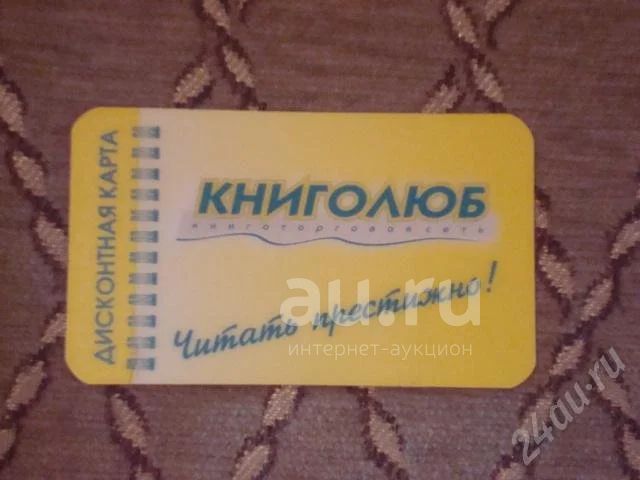 ДИСКОНТНАЯ КАРТА
КНИГОЛЮБ
книготорговая сеть
Читать престижно!
au.ru
интернет-аукцион
24au.ru